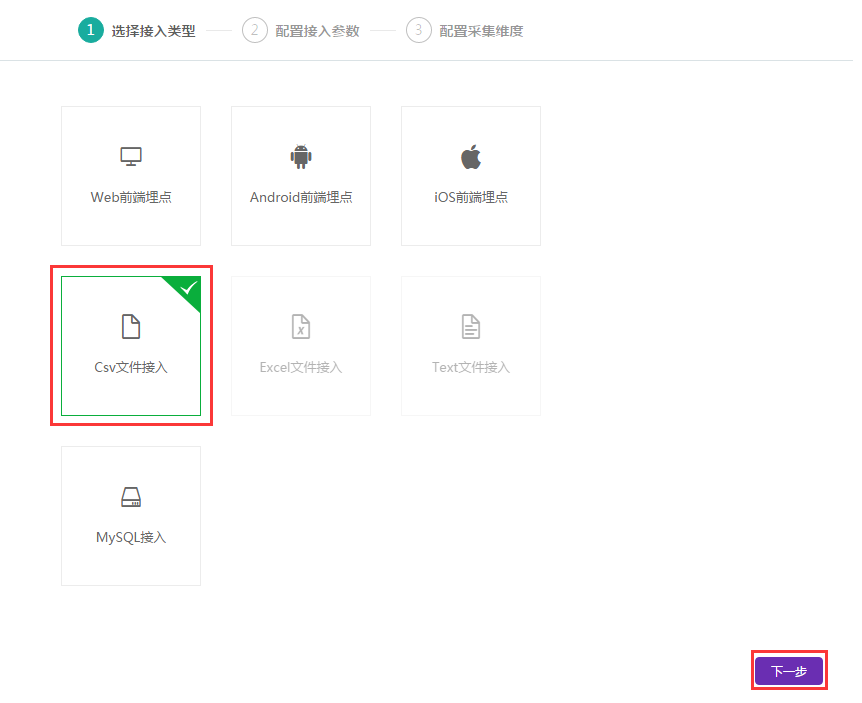 1 选择接入类型 2 配置接入参数 3 配置采集维度
Web前端埋点 Android前端埋点 iOS前端埋点
Csv文件接入 Excel文件接入 Text文件接入
MySQL接入
下一步